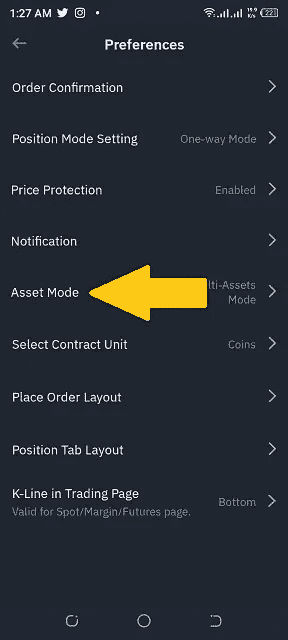 1:27 AM
Preferences
Order Confirmation
Position Mode Setting One-way Mode
Price Protection Enabled
Notification
Asset Mode lti-Assets
Mode
Select Contract Unit Coins
Place Order Layout
Position Tab Layout
K-Line in Trading Page
Valid for Spot/Margin/Futures page. Bottom